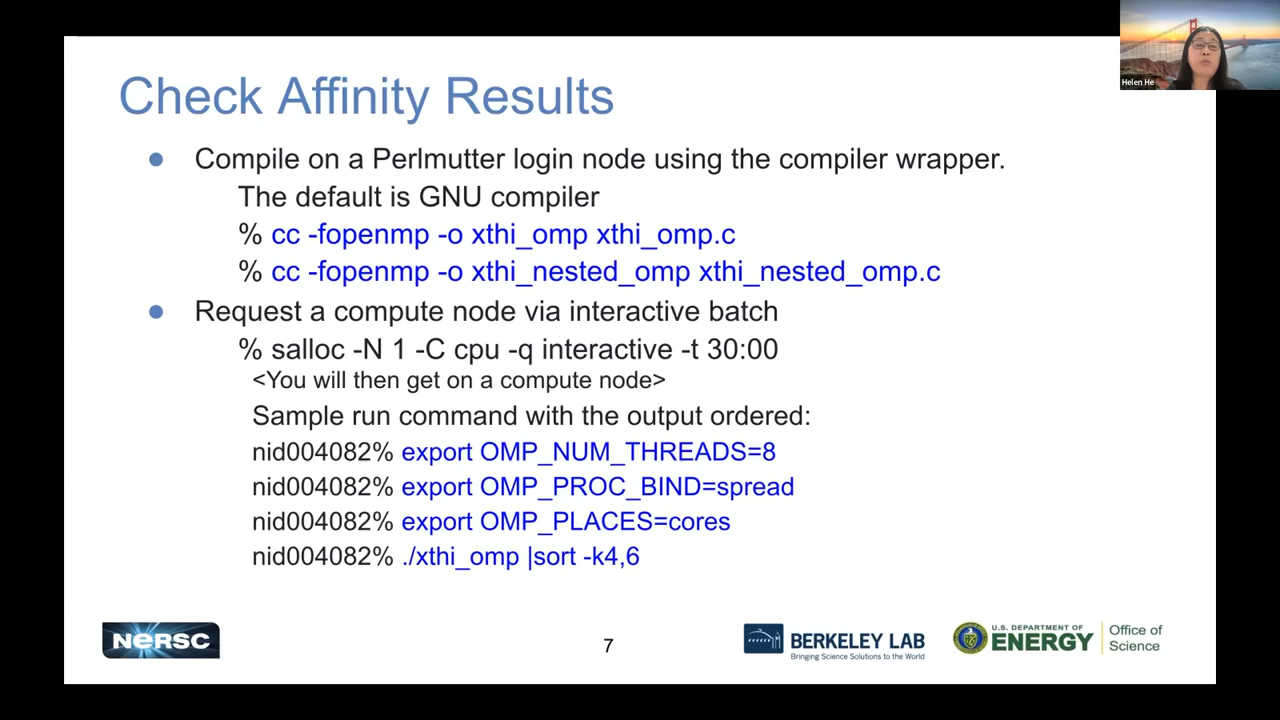 Helen He
Check Affinity Results
● Compile on a Perlmutter login node using the compiler wrapper.
The default is GNU compiler
% cc -fopenmp -o xthi_omp xthi_omp.c
% cc -fopenmp -o xthi_nested_omp xthi_nested_omp.c
● Request a compute node via interactive batch
% salloc -N 1 -C cpu -q interactive -t 30:00
<You will then get on a compute node>
Sample run command with the output ordered:
nid004082% export OMP_NUM_THREADS=8
nid004082% export OMP_PROC_BIND=spread
nid004082% export OMP_PLACES=cores
nid004082% ./xthi_omp |sort -k4,6
NERSC
7
BERKELEY LAB
Bringing Science Solutions to the World
U.S. DEPARTMENT OF
ENERGY
Office of
Science